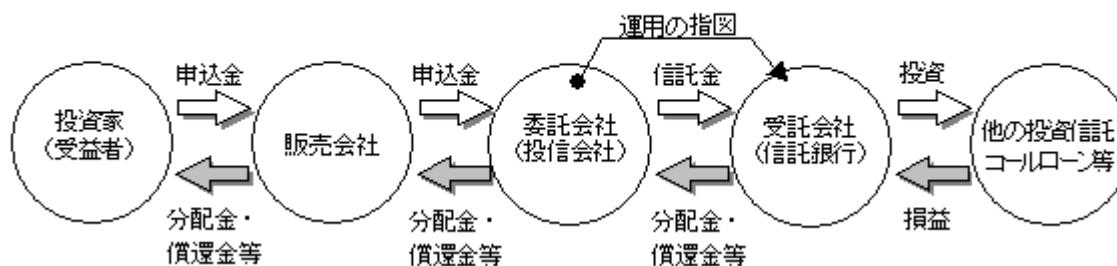 運用の指図
申込金
申込金
信託金
投資
投資家
(受益者)
販売会社
委託会社
(投信会社)
受託会社
(信託銀行)
他の投資信託
コールローン等
分配金・
償還金等
分配金・
償還金等
分配金・
償還金等
損益